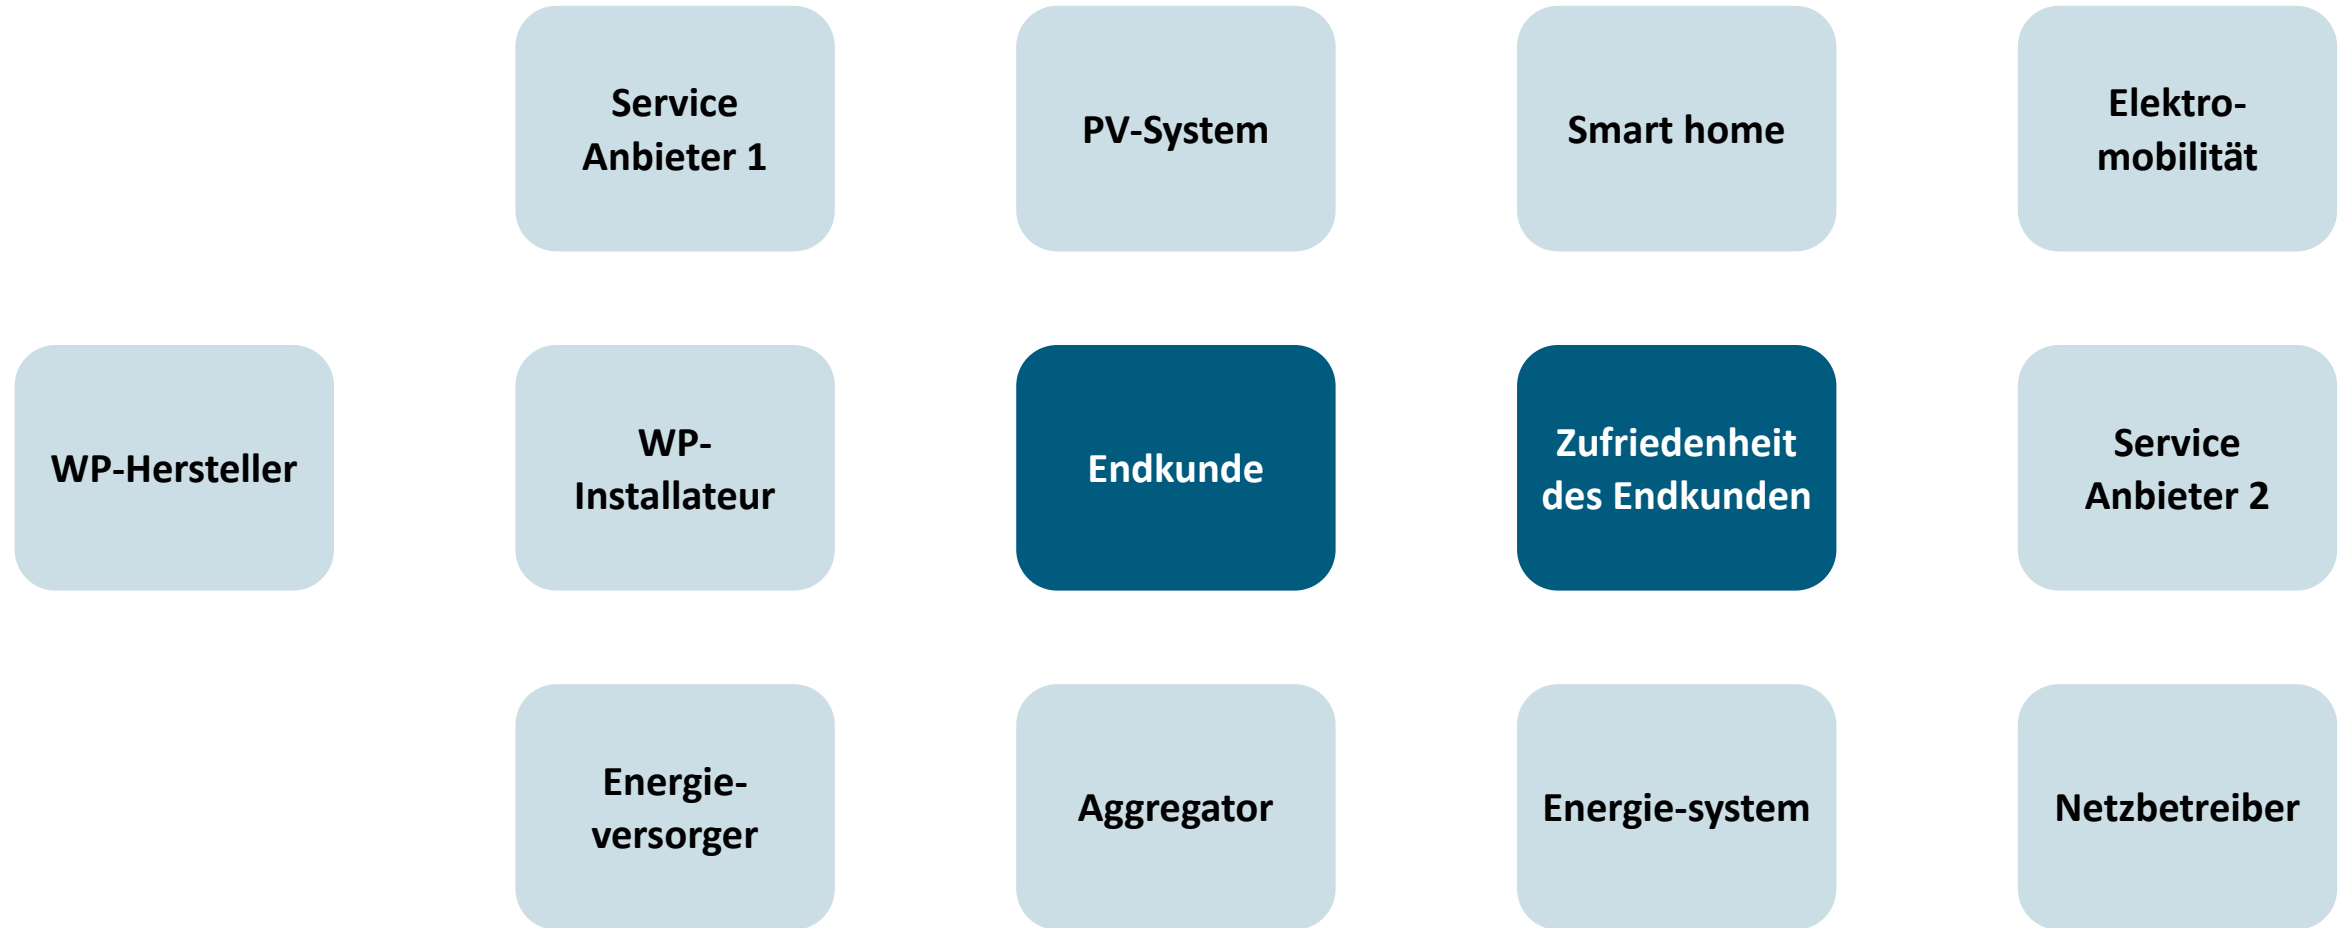 Service
Anbieter 1
PV-System
Smart home
Elektro-
mobilität
WP-Hersteller
WP-
Installateur
Endkunde
Zufriedenheit
des Endkunden
Service
Anbieter 2
Energie-
versorger
Aggregator
Energie-system
Netzbetreiber